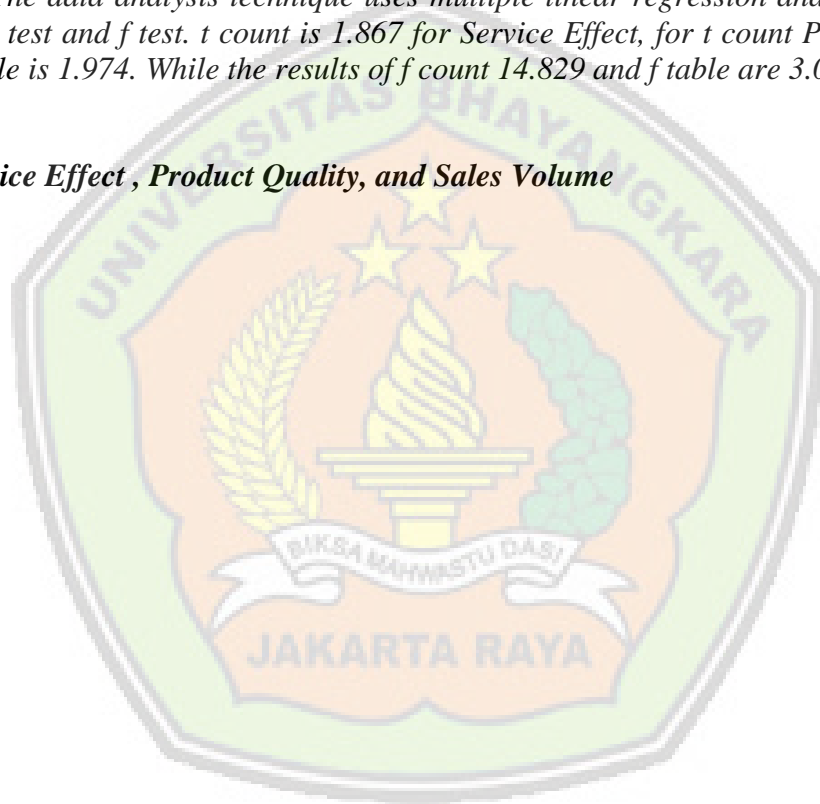 The data analysis technique uses multiple linear regression and
test and f test. t count is 1.867 for Service Effect, for t count P
le is 1.974. While the results of f count 14.829 and f table are 3.0
ice Effect , Product Quality, and Sales Volume
UNIVERSITAS BHAYANGKARA
BIKSA MAHWASTU DASI
JAKARTA RAYA